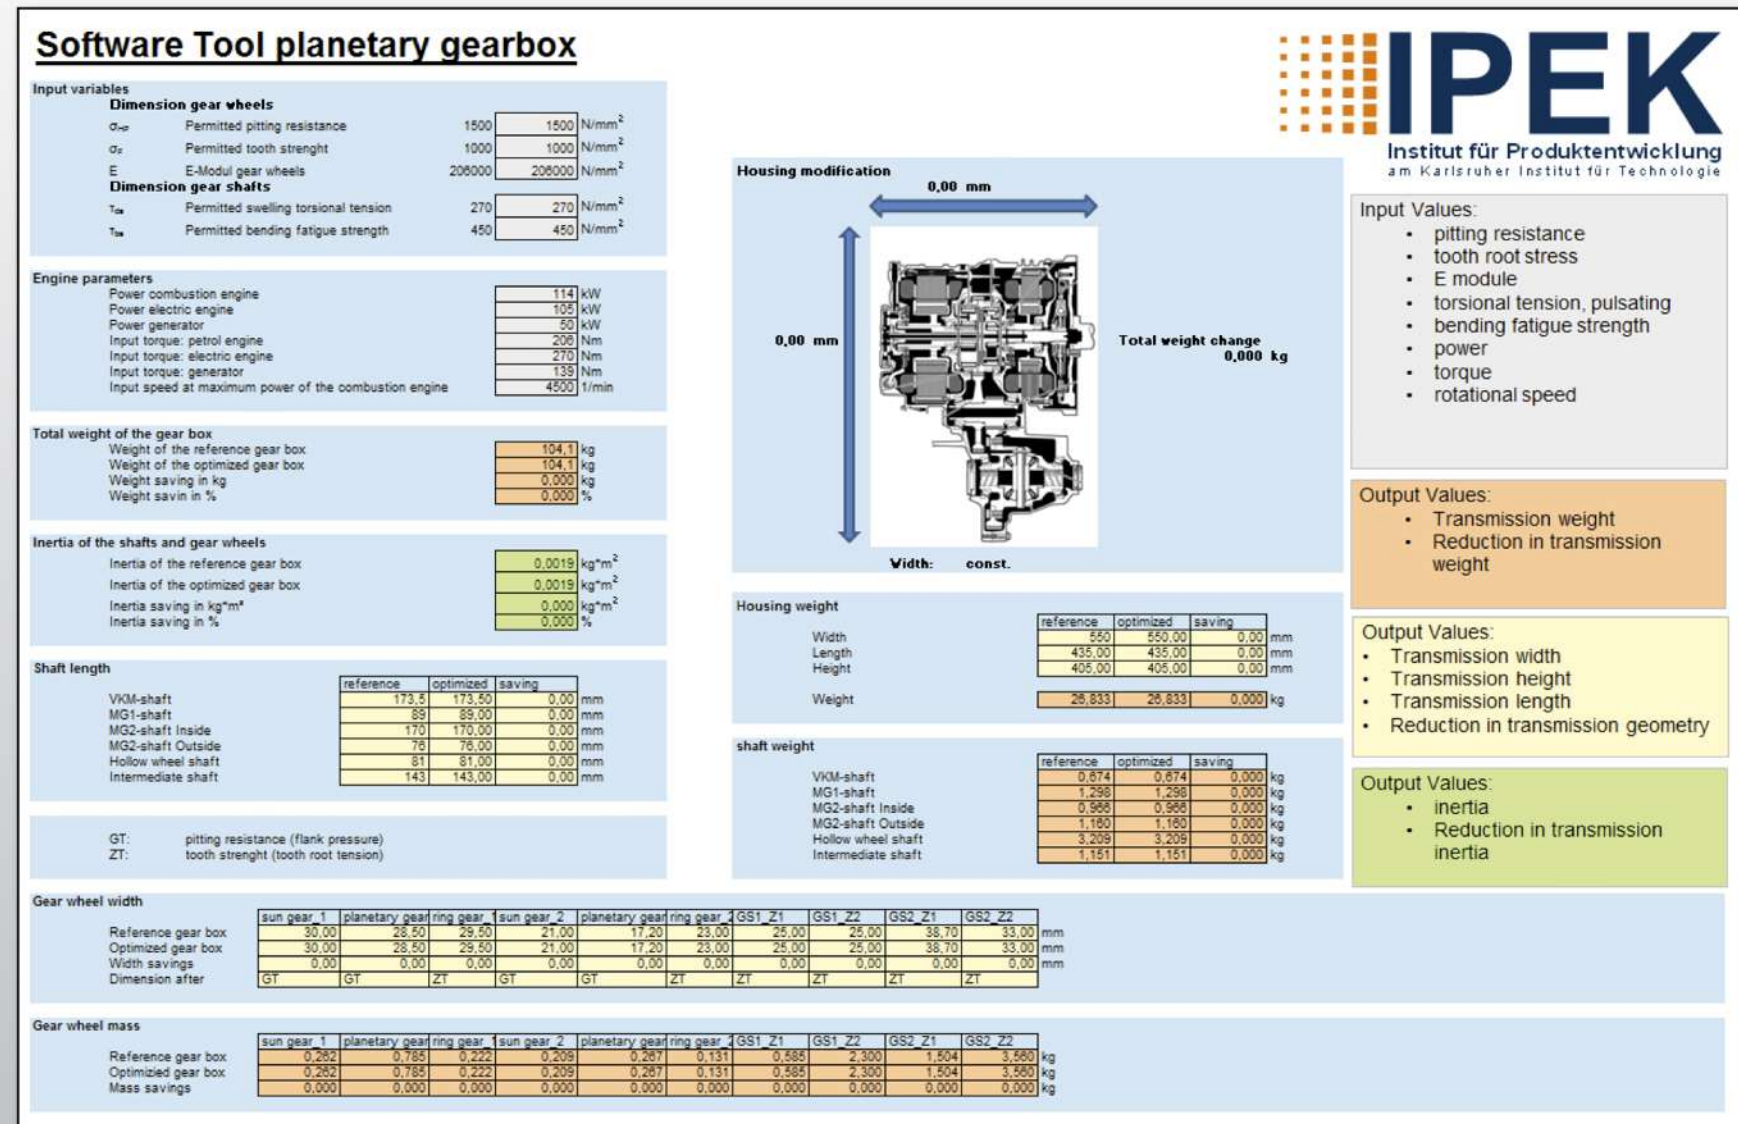 Software Tool planetary gearbox
IPEK
Institut für Produktentwicklung
am Karlsruher Institut für Technologie
Input variables
Dimension gear wheels
σHP Permitted pitting resistance 1500 1500 N/mm²
Permitted tooth strenght 1000 1000 N/mm²
E E-Modul gear wheels 206000 206000 N/mm²
Dimension gear shafts
Permitted swelling torsional tension 270 270 N/mm²
Permitted bending fatigue strength 450 450 N/mm²
Engine parameters
Power combustion engine 114 kW
Power electric engine 105 kW
Power generator 50 kW
Input torque: petrol engine 206 Nm
Input torque: electric engine 270 Nm
Input torque: generator 139 Nm
Input speed at maximum power of the combustion engine 4500 1/min
Total weight of the gear box
Weight of the reference gear box 104,1 kg
Weight of the optimized gear box 104,1 kg
Weight saving in kg 0,000 kg
Weight savin in % 0,000 %
Inertia of the shafts and gear wheels
Inertia of the reference gear box 0,0019 kg*m²
Inertia of the optimized gear box 0,0019 kg*m²
Inertia saving in kg*m² 0,000 kg*m²
Inertia saving in % 0,000 %
Shaft length
reference optimized saving
VKM-shaft 173,5 173,50 0,00 mm
MG1-shaft 89 89,00 0,00 mm
MG2-shaft Inside 170 170,00 0,00 mm
MG2-shaft Outside 76 76,00 0,00 mm
Hollow wheel shaft 81 81,00 0,00 mm
Intermediate shaft 143 143,00 0,00 mm
GT: pitting resistance (flank pressure)
ZT: tooth strenght (tooth root tension)
Housing modification
0,00 mm
0,00 mm
Total weight change
0,000 kg
Width: const.
Housing weight
reference optimized saving
Width 550 550,00 0,00 mm
Length 435,00 435,00 0,00 mm
Height 405,00 405,00 0,00 mm
Weight 26,833 26,833 0,000 kg
shaft weight
reference optimized saving
VKM-shaft 0,674 0,674 0,000 kg
MG1-shaft 1,298 1,298 0,000 kg
MG2-shaft Inside 0,966 0,966 0,000 kg
MG2-shaft Outside 1,160 1,160 0,000 kg
Hollow wheel shaft 3,209 3,209 0,000 kg
Intermediate shaft 1,151 1,151 0,000 kg
Input Values:
• pitting resistance
• tooth root stress
• E module
• torsional tension, pulsating
• bending fatigue strength
• power
• torque
• rotational speed
Output Values:
• Transmission weight
• Reduction in transmission
weight
Output Values:
• Transmission width
• Transmission height
• Transmission length
• Reduction in transmission geometry
Output Values:
• inertia
• Reduction in transmission
inertia
Gear wheel width
sun gear_1 planetary gear ring gear_1 sun gear_2 planetary gear ring gear_2 GS1_Z1 GS1_Z2 GS2_Z1 GS2_Z2
Reference gear box 30,00 28,50 29,50 21,00 17,20 23,00 25,00 25,00 38,70 33,00 mm
Optimized gear box 30,00 28,50 29,50 21,00 17,20 23,00 25,00 25,00 38,70 33,00 mm
Width savings 0,00 0,00 0,00 0,00 0,00 0,00 0,00 0,00 0,00 0,00 mm
Dimension after GT GT ZT GT GT ZT ZT ZT ZT ZT
Gear wheel mass
sun gear_1 planetary gear ring gear_1 sun gear_2 planetary gear ring gear_2 GS1_Z1 GS1_Z2 GS2_Z1 GS2_Z2
Reference gear box 0,262 0,785 0,222 0,209 0,267 0,131 0,585 2,300 1,504 3,560 kg
Optimizied gear box 0,262 0,785 0,222 0,209 0,267 0,131 0,585 2,300 1,504 3,560 kg
Mass savings 0,000 0,000 0,000 0,000 0,000 0,000 0,000 0,000 0,000 0,000 kg